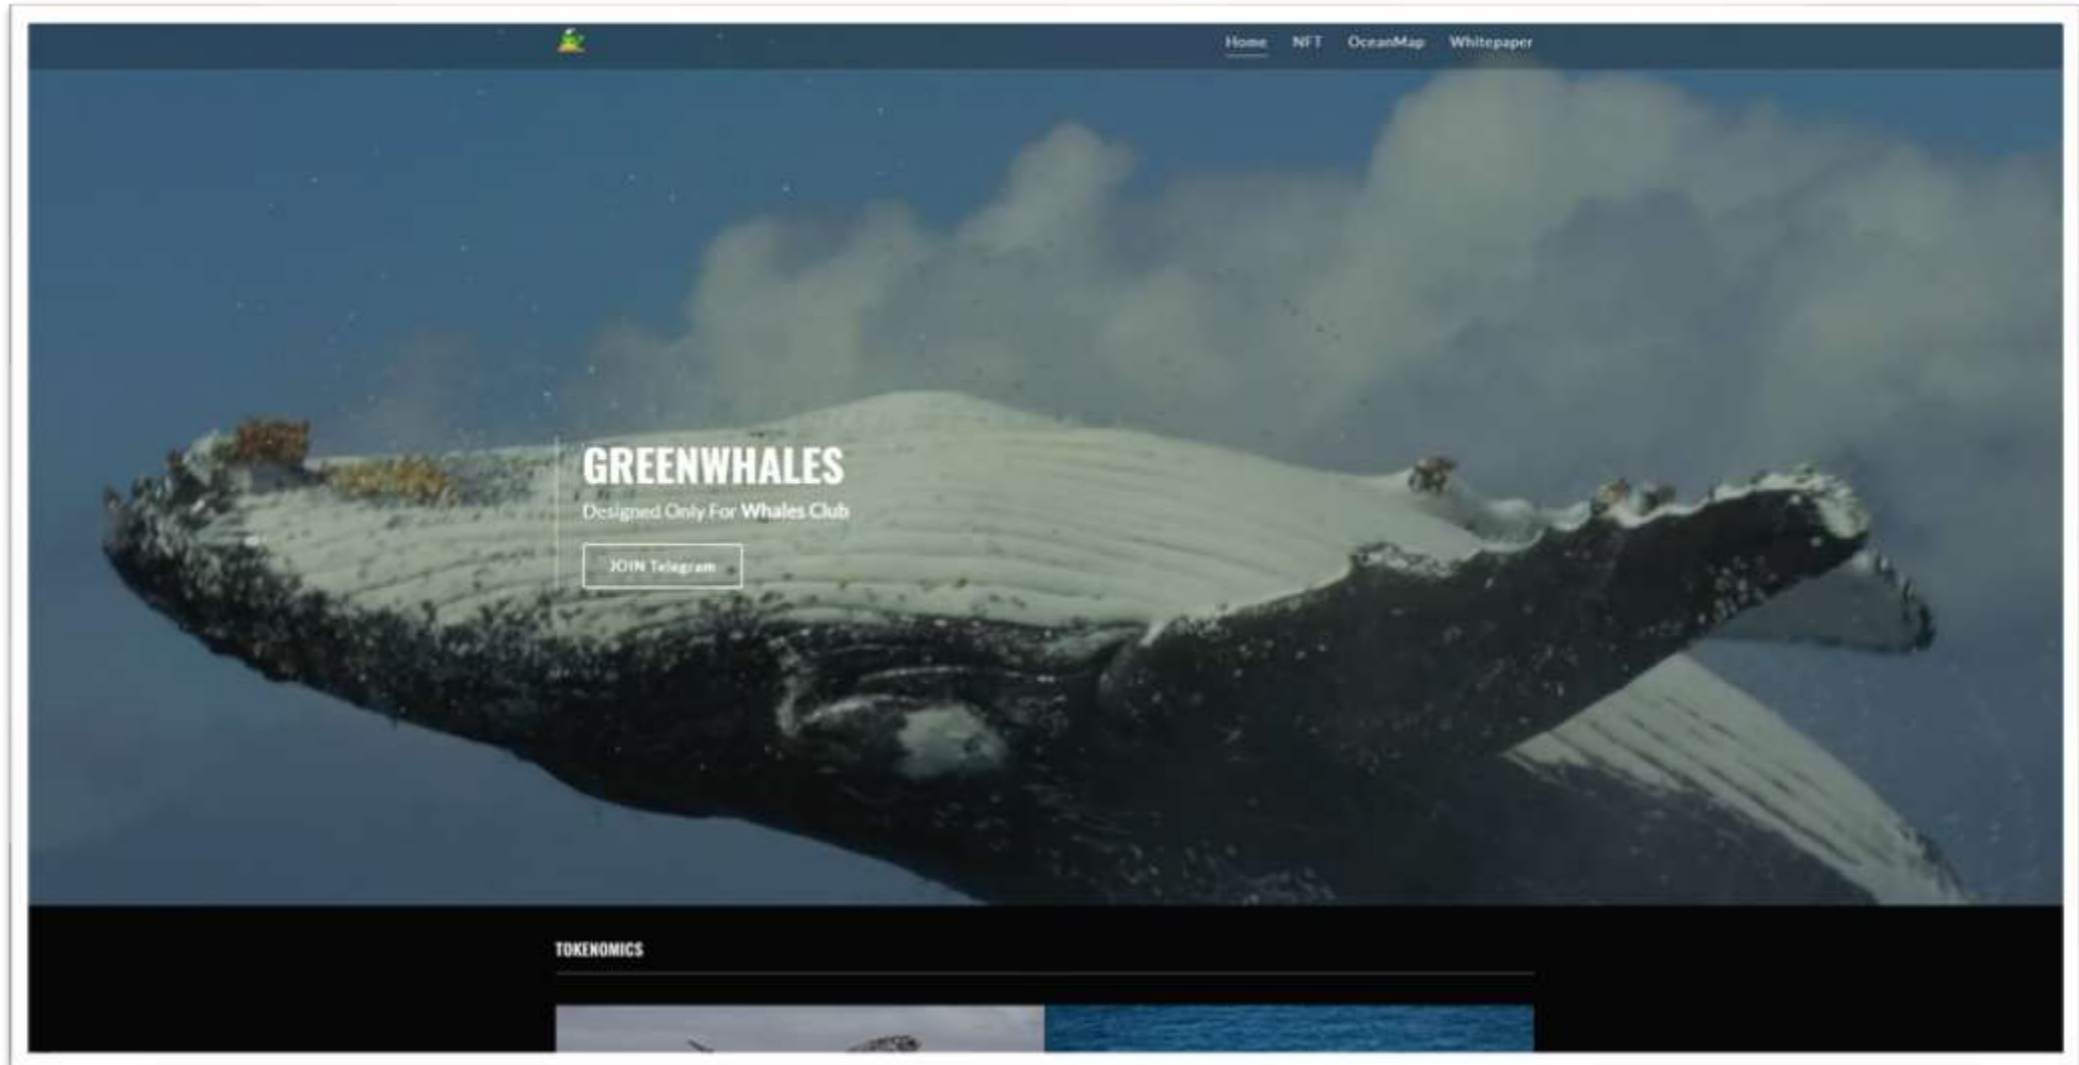 Home NFT OceanMap Whitepaper
GREENWHALES
Designed Only For Whales Club
JOIN Telegram
TOKENOMICS